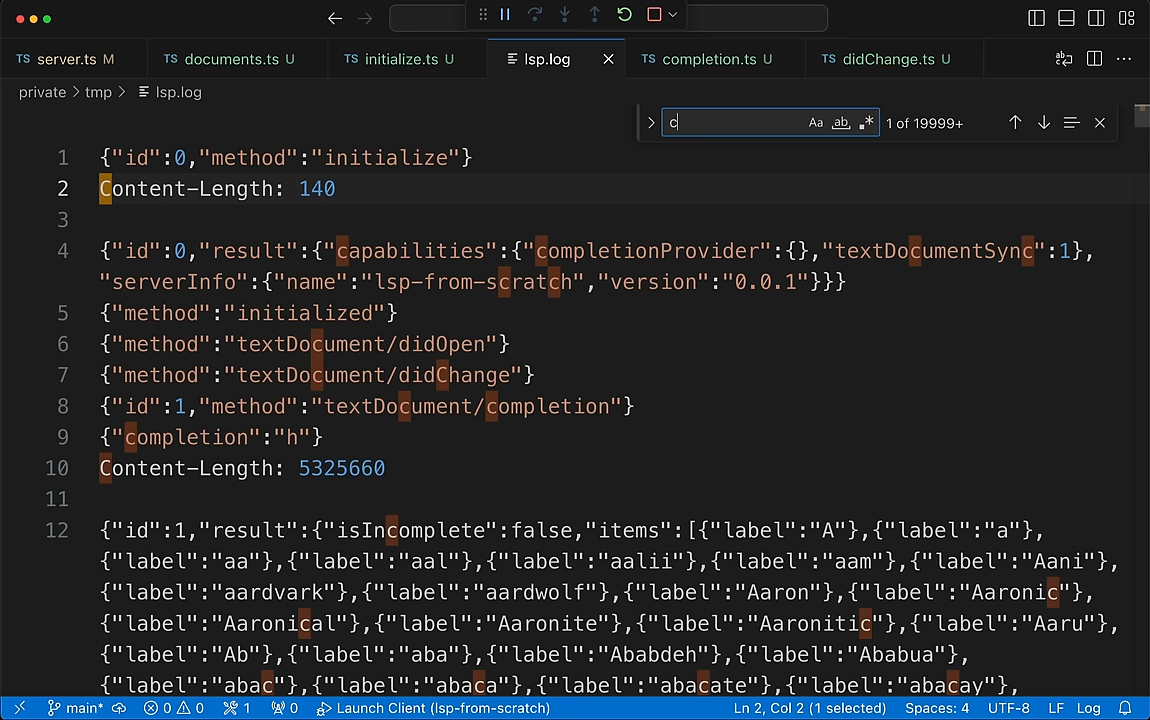 TS server.ts M
TS documents.ts U
TS initialize.ts U
lsp.log
TS completion.ts U
TS didChange.ts U
private > tmp > lsp.log
c
Aa ab .*
1 of 19999+
1 {"id":0,"method":"initialize"}
2 Content-Length: 140
3
4 {"id":0,"result":{"capabilities":{"completionProvider":{},"textDocumentSync":1},
"serverInfo":{"name":"lsp-from-scratch","version":"0.0.1"}}}
5 {"method":"initialized"}
6 {"method":"textDocument/didOpen"}
7 {"method":"textDocument/didChange"}
8 {"id":1,"method":"textDocument/completion"}
9 {"completion":"h"}
10 Content-Length: 5325660
11
12 {"id":1,"result":{"isIncomplete":false,"items":[{"label":"A"},{"label":"a"},
{"label":"aa"},{"label":"aal"},{"label":"aalii"},{"label":"aam"},{"label":"Aani"},
{"label":"aardvark"},{"label":"aardwolf"},{"label":"Aaron"},{"label":"Aaronic"},
{"label":"Aaronical"},{"label":"Aaronite"},{"label":"Aaronitic"},{"label":"Aaru"},
{"label":"Ab"},{"label":"aba"},{"label":"Ababdeh"},{"label":"Ababua"},
{"label":"abac"},{"label":"abaca"},{"label":"abacate"},{"label":"abacay"},
main* 0 0 1 0 Launch Client (lsp-from-scratch) Ln 2, Col 2 (1 selected) Spaces: 4 UTF-8 LF Log